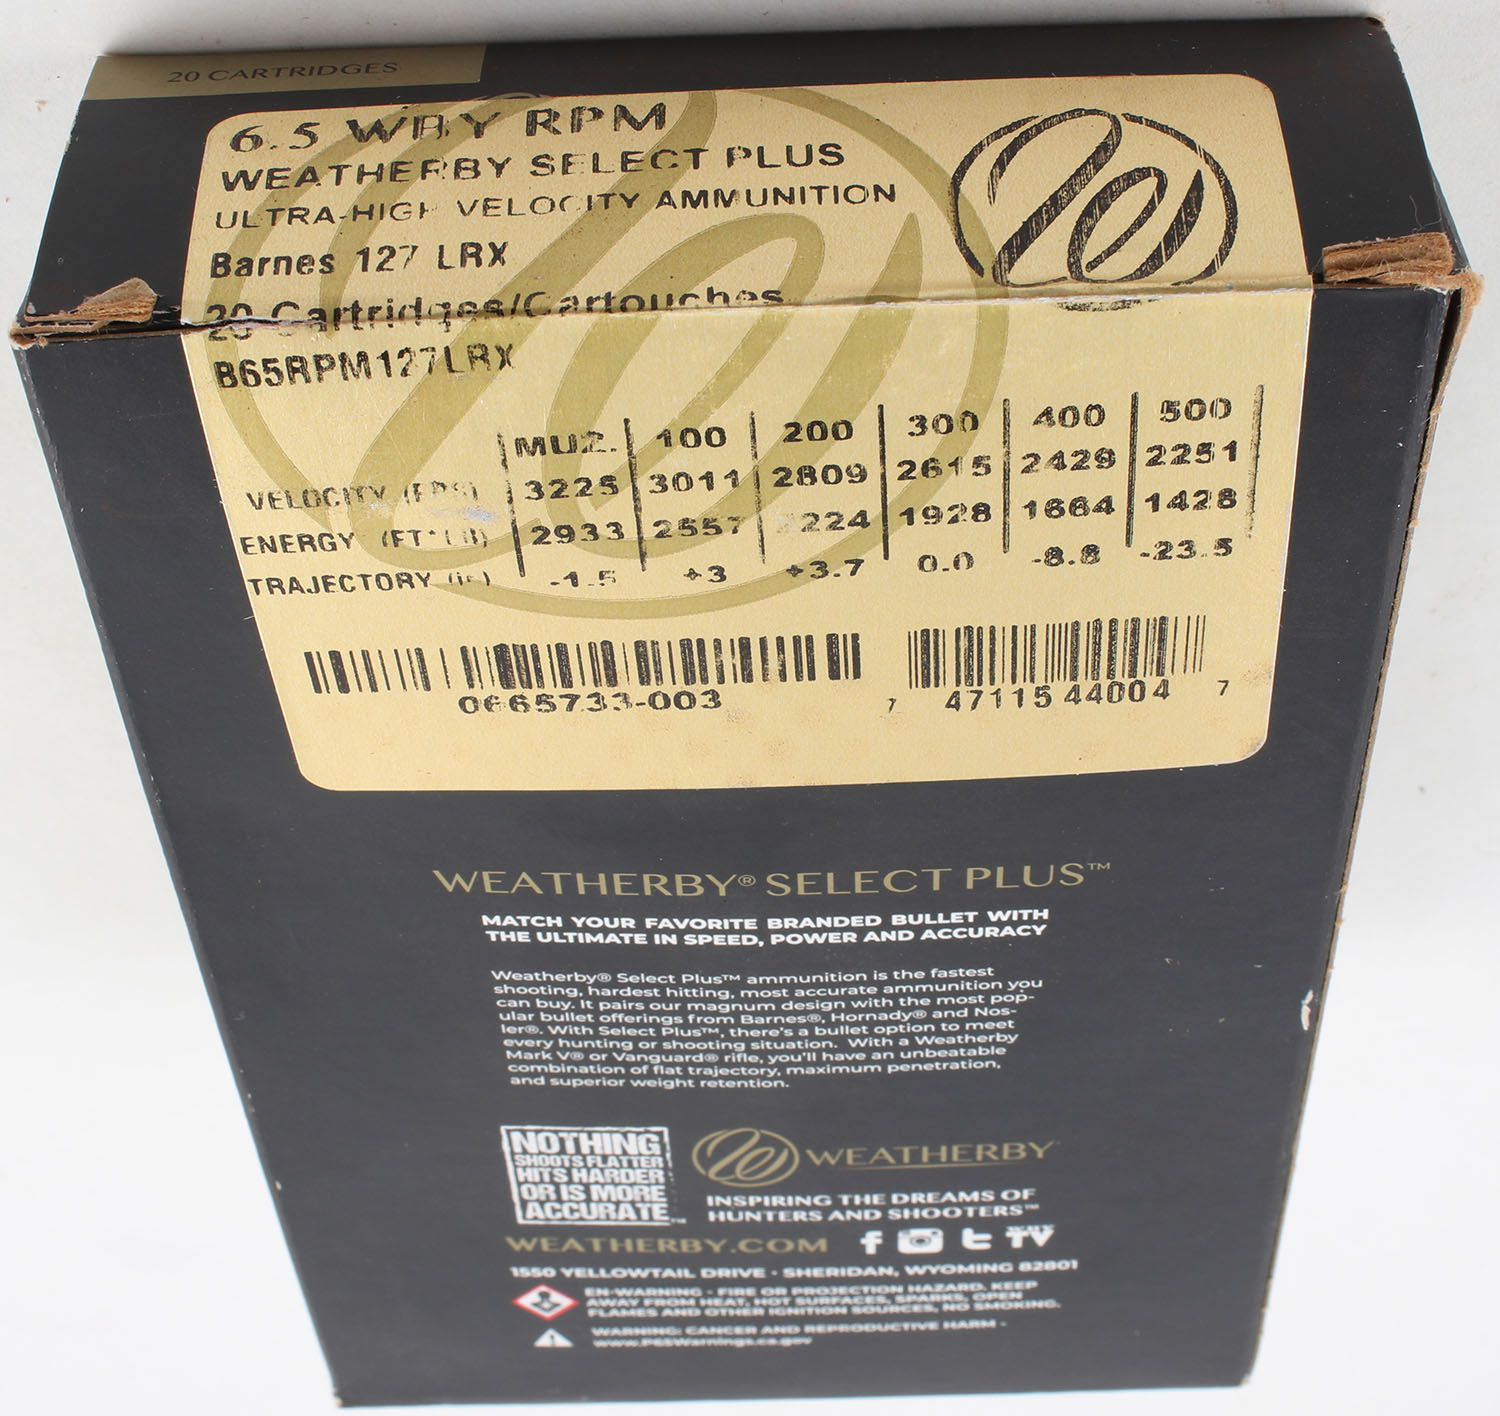 20 CARTRIDGES
6.5 WBY RPM
WEATHERBY SELECT PLUS
ULTRA-HIGH VELOCITY AMMUNITION
Barnes 127 LRX
20 Cartridges/Cartouches
B65RPM127LRX
MUZ. 100 200 300 400 500
VELOCITY (FPS) 3225 3011 2809 2615 2429 2251
ENERGY (FT*LB) 2933 2557 2224 1928 1664 1428
TRAJECTORY (in) -1.5 +3 +3.7 0.0 -8.8 -23.5
0665733-003
7 47115 44004 7
WEATHERBY® SELECT PLUS™
MATCH YOUR FAVORITE BRANDED BULLET WITH
THE ULTIMATE IN SPEED, POWER AND ACCURACY
Weatherby® Select Plus™ ammunition is the fastest
shooting, hardest hitting, most accurate ammunition you
can buy. It pairs our magnum design with the most pop-
ular bullet offerings from Barnes®, Hornady® and Nos-
ler®. With Select Plus™, there's a bullet option to meet
every hunting or shooting situation. With a Weatherby
Mark V® or Vanguard® rifle, you'll have an unbeatable
combination of flat trajectory, maximum penetration,
and superior weight retention.
NOTHING
SHOOTS FLATTER
HITS HARDER
OR IS MORE
ACCURATE™
WEATHERBY
INSPIRING THE DREAMS OF
HUNTERS AND SHOOTERS™
WEATHERBY.COM
WBY TV
1550 YELLOWTAIL DRIVE · SHERIDAN, WYOMING 82801
EN-WARNING - FIRE OR PROJECTION HAZARD. KEEP
AWAY FROM HEAT, HOT SURFACES, SPARKS, OPEN
FLAMES AND OTHER IGNITION SOURCES, NO SMOKING.
WARNING: CANCER AND REPRODUCTIVE HARM -
www.P65Warnings.ca.gov